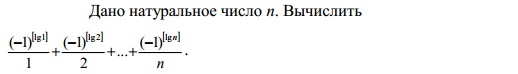 Дано натуральное число n. Вычислить
(−1)^[lg1]/1 + (−1)^[lg2]/2 + ... + (−1)^[lgn]/n .